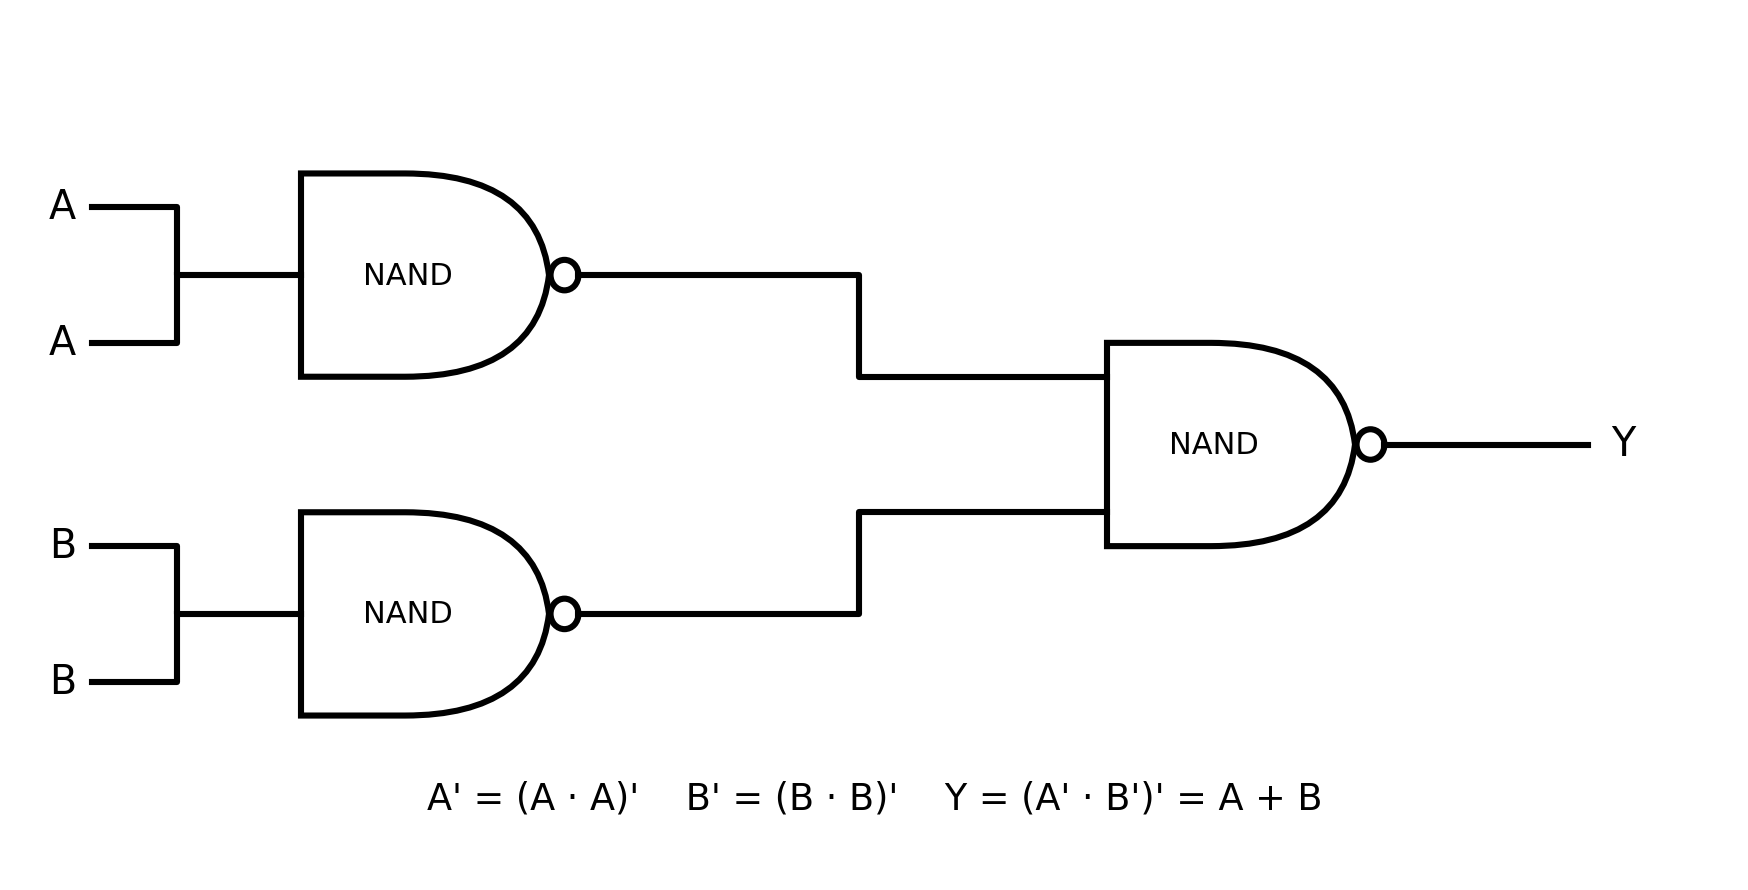 A
NAND
A
NAND
Y
B
NAND
B
A' = (A · A)'    B' = (B · B)'    Y = (A' · B')' = A + B